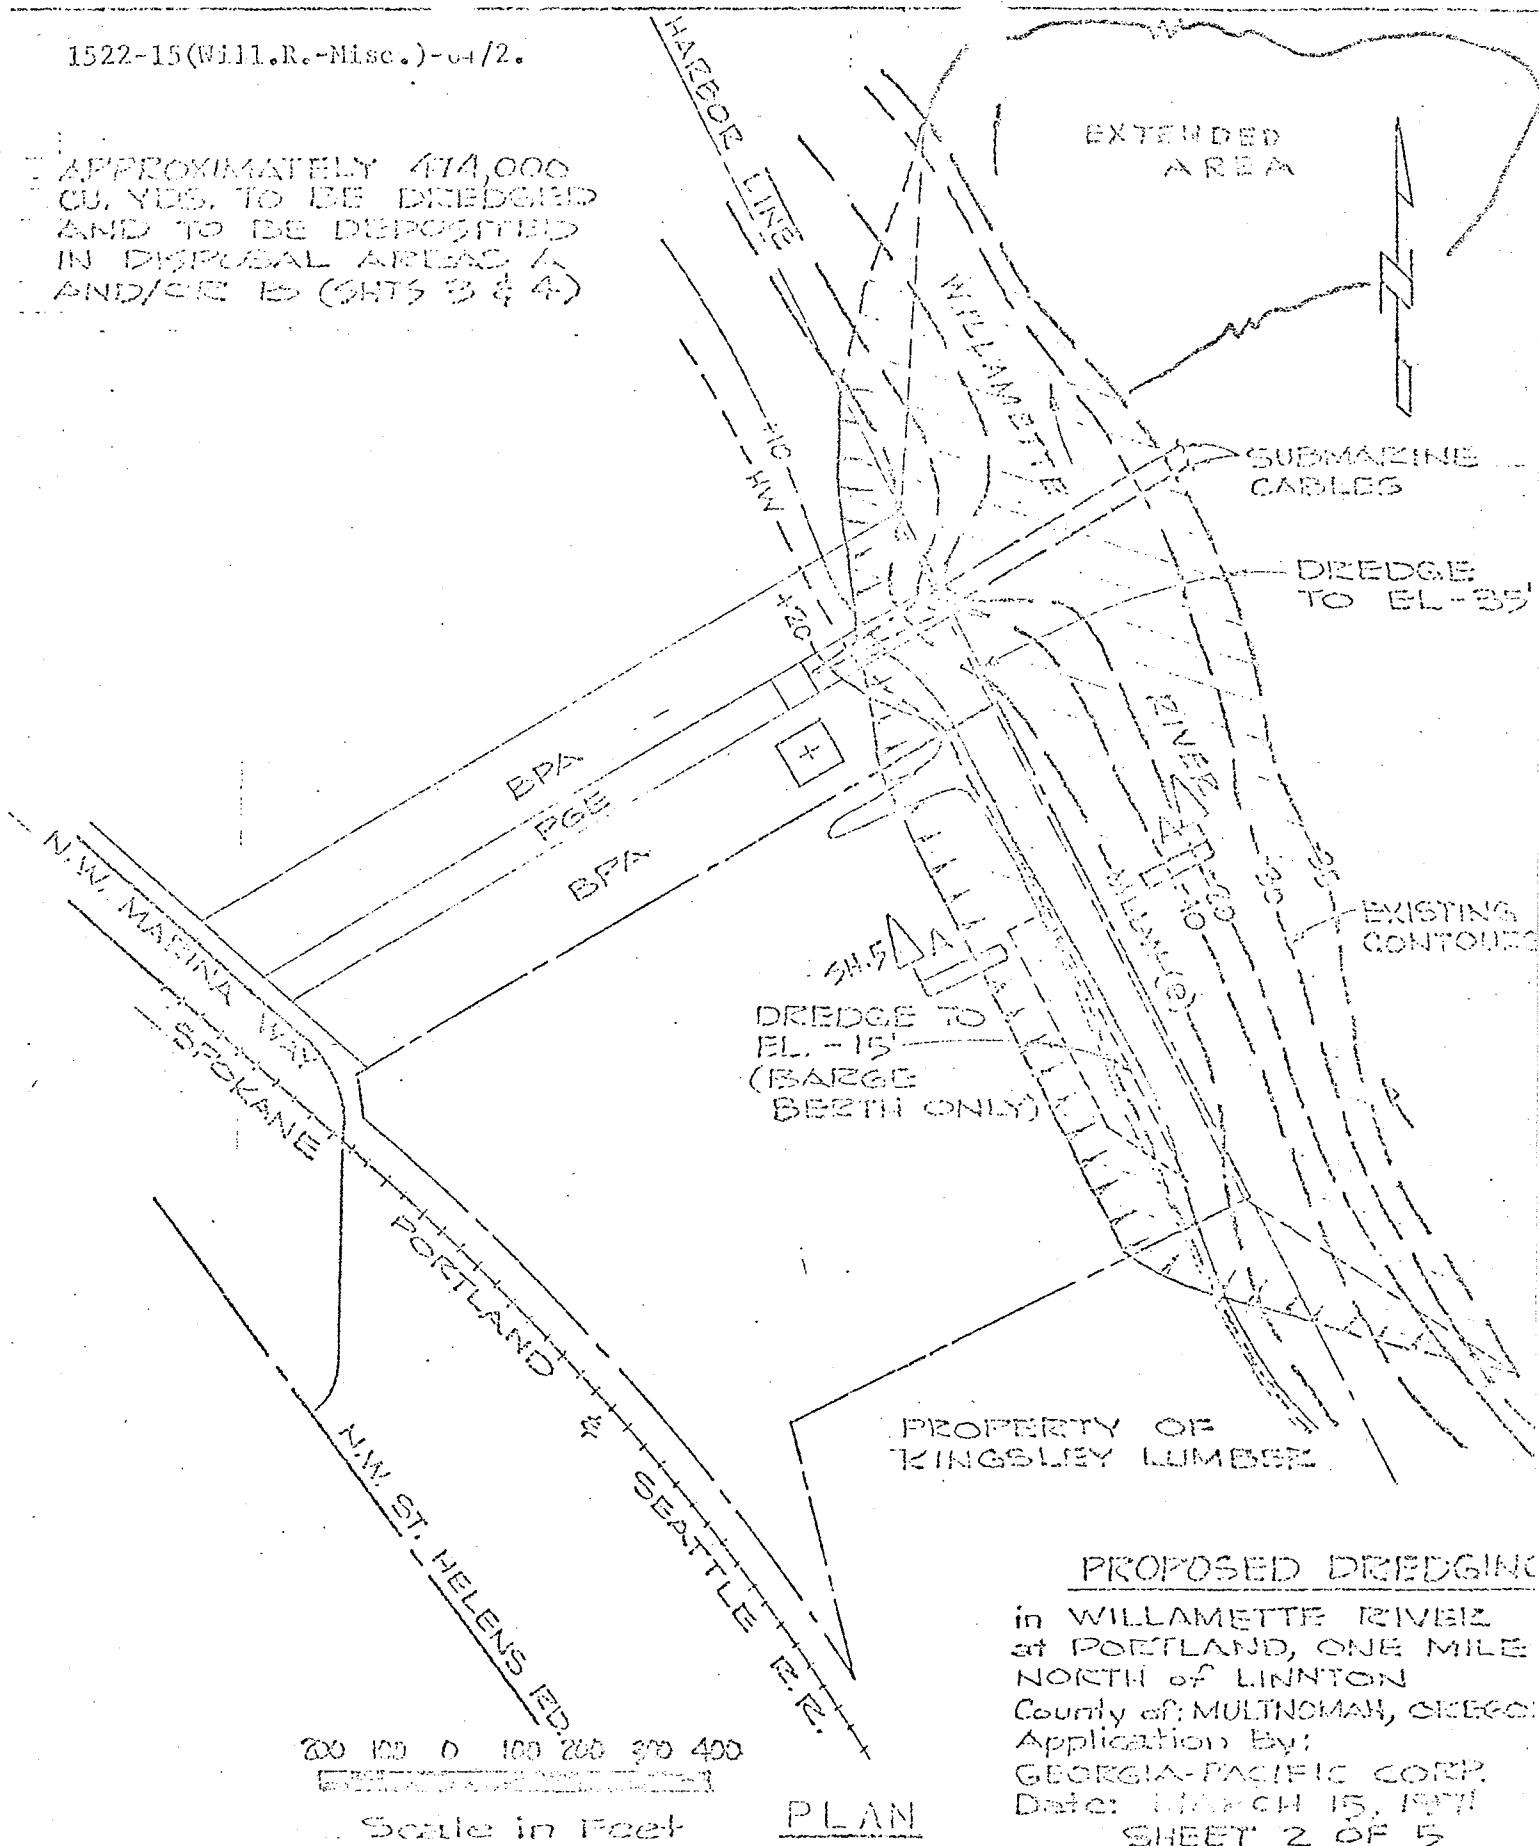 1522-15(Will.R.-Misc.)-04/2.
APPROXIMATELY 474,000
CU. YDS. TO BE DREDGED
AND TO BE DEPOSITED
IN DISPOSAL AREAS A
AND/OR B (SHTS 3 & 4)
HARBOR LINE
EXTENDED
AREA
N
WILLAMETTE
RIVER
+10
HW
+20
SUBMARINE
CABLES
DREDGE
TO EL-35'
BPA
PGE
BPA
N.W. MARINA WAY
SPOKANE
PORTLAND
&
SEATTLE
R.R.
N.W. ST. HELENS RD.
SH.5
A
A
-10
-20
-30
-35
EXISTING
CONTOURS
DREDGE TO
EL. -15'
(BARGE
BERTH ONLY)
PROPERTY OF
KINGSLEY LUMBER
PROPOSED DREDGING
in WILLAMETTE RIVER
at PORTLAND, ONE MILE
NORTH of LINNTON
County of: MULTNOMAH, OREGO
Application By:
GEORGIA-PACIFIC CORP.
Date: MARCH 15, 1971
SHEET 2 OF 5
200 100 0 100 200 300 400
Scale in Feet
PLAN